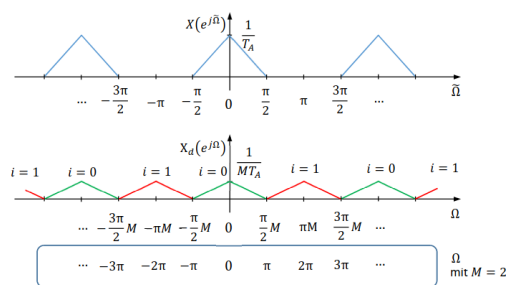 X(e^{jΩ̃}) 1/T_A
Ω̃
... −3π/2 −π −π/2 0 π/2 π 3π/2 ...
X_d(e^{jΩ}) 1/MT_A
i = 1 i = 0 i = 1 i = 0 i = 1 i = 0 i = 1
Ω
... −3π/2 M −πM −π/2 M 0 π/2 M πM 3π/2 M ...
... −3π −2π −π 0 π 2π 3π ... Ω
mit M = 2